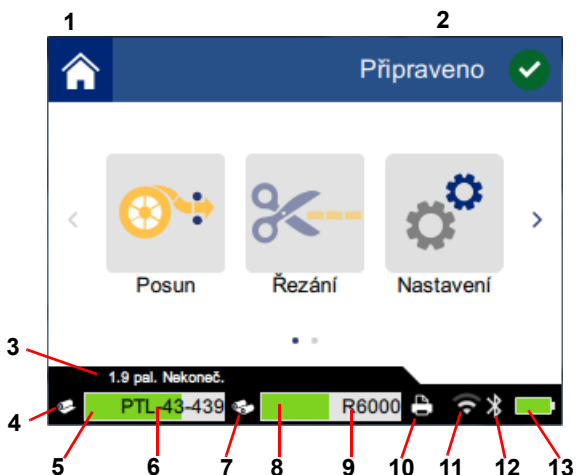 1
2
Připraveno
Posun
Řezání
Nastavení
3
1.9 pal. Nekoneč.
4
PTL-43-439
R6000
5
6
7
8
9
10
11
12
13